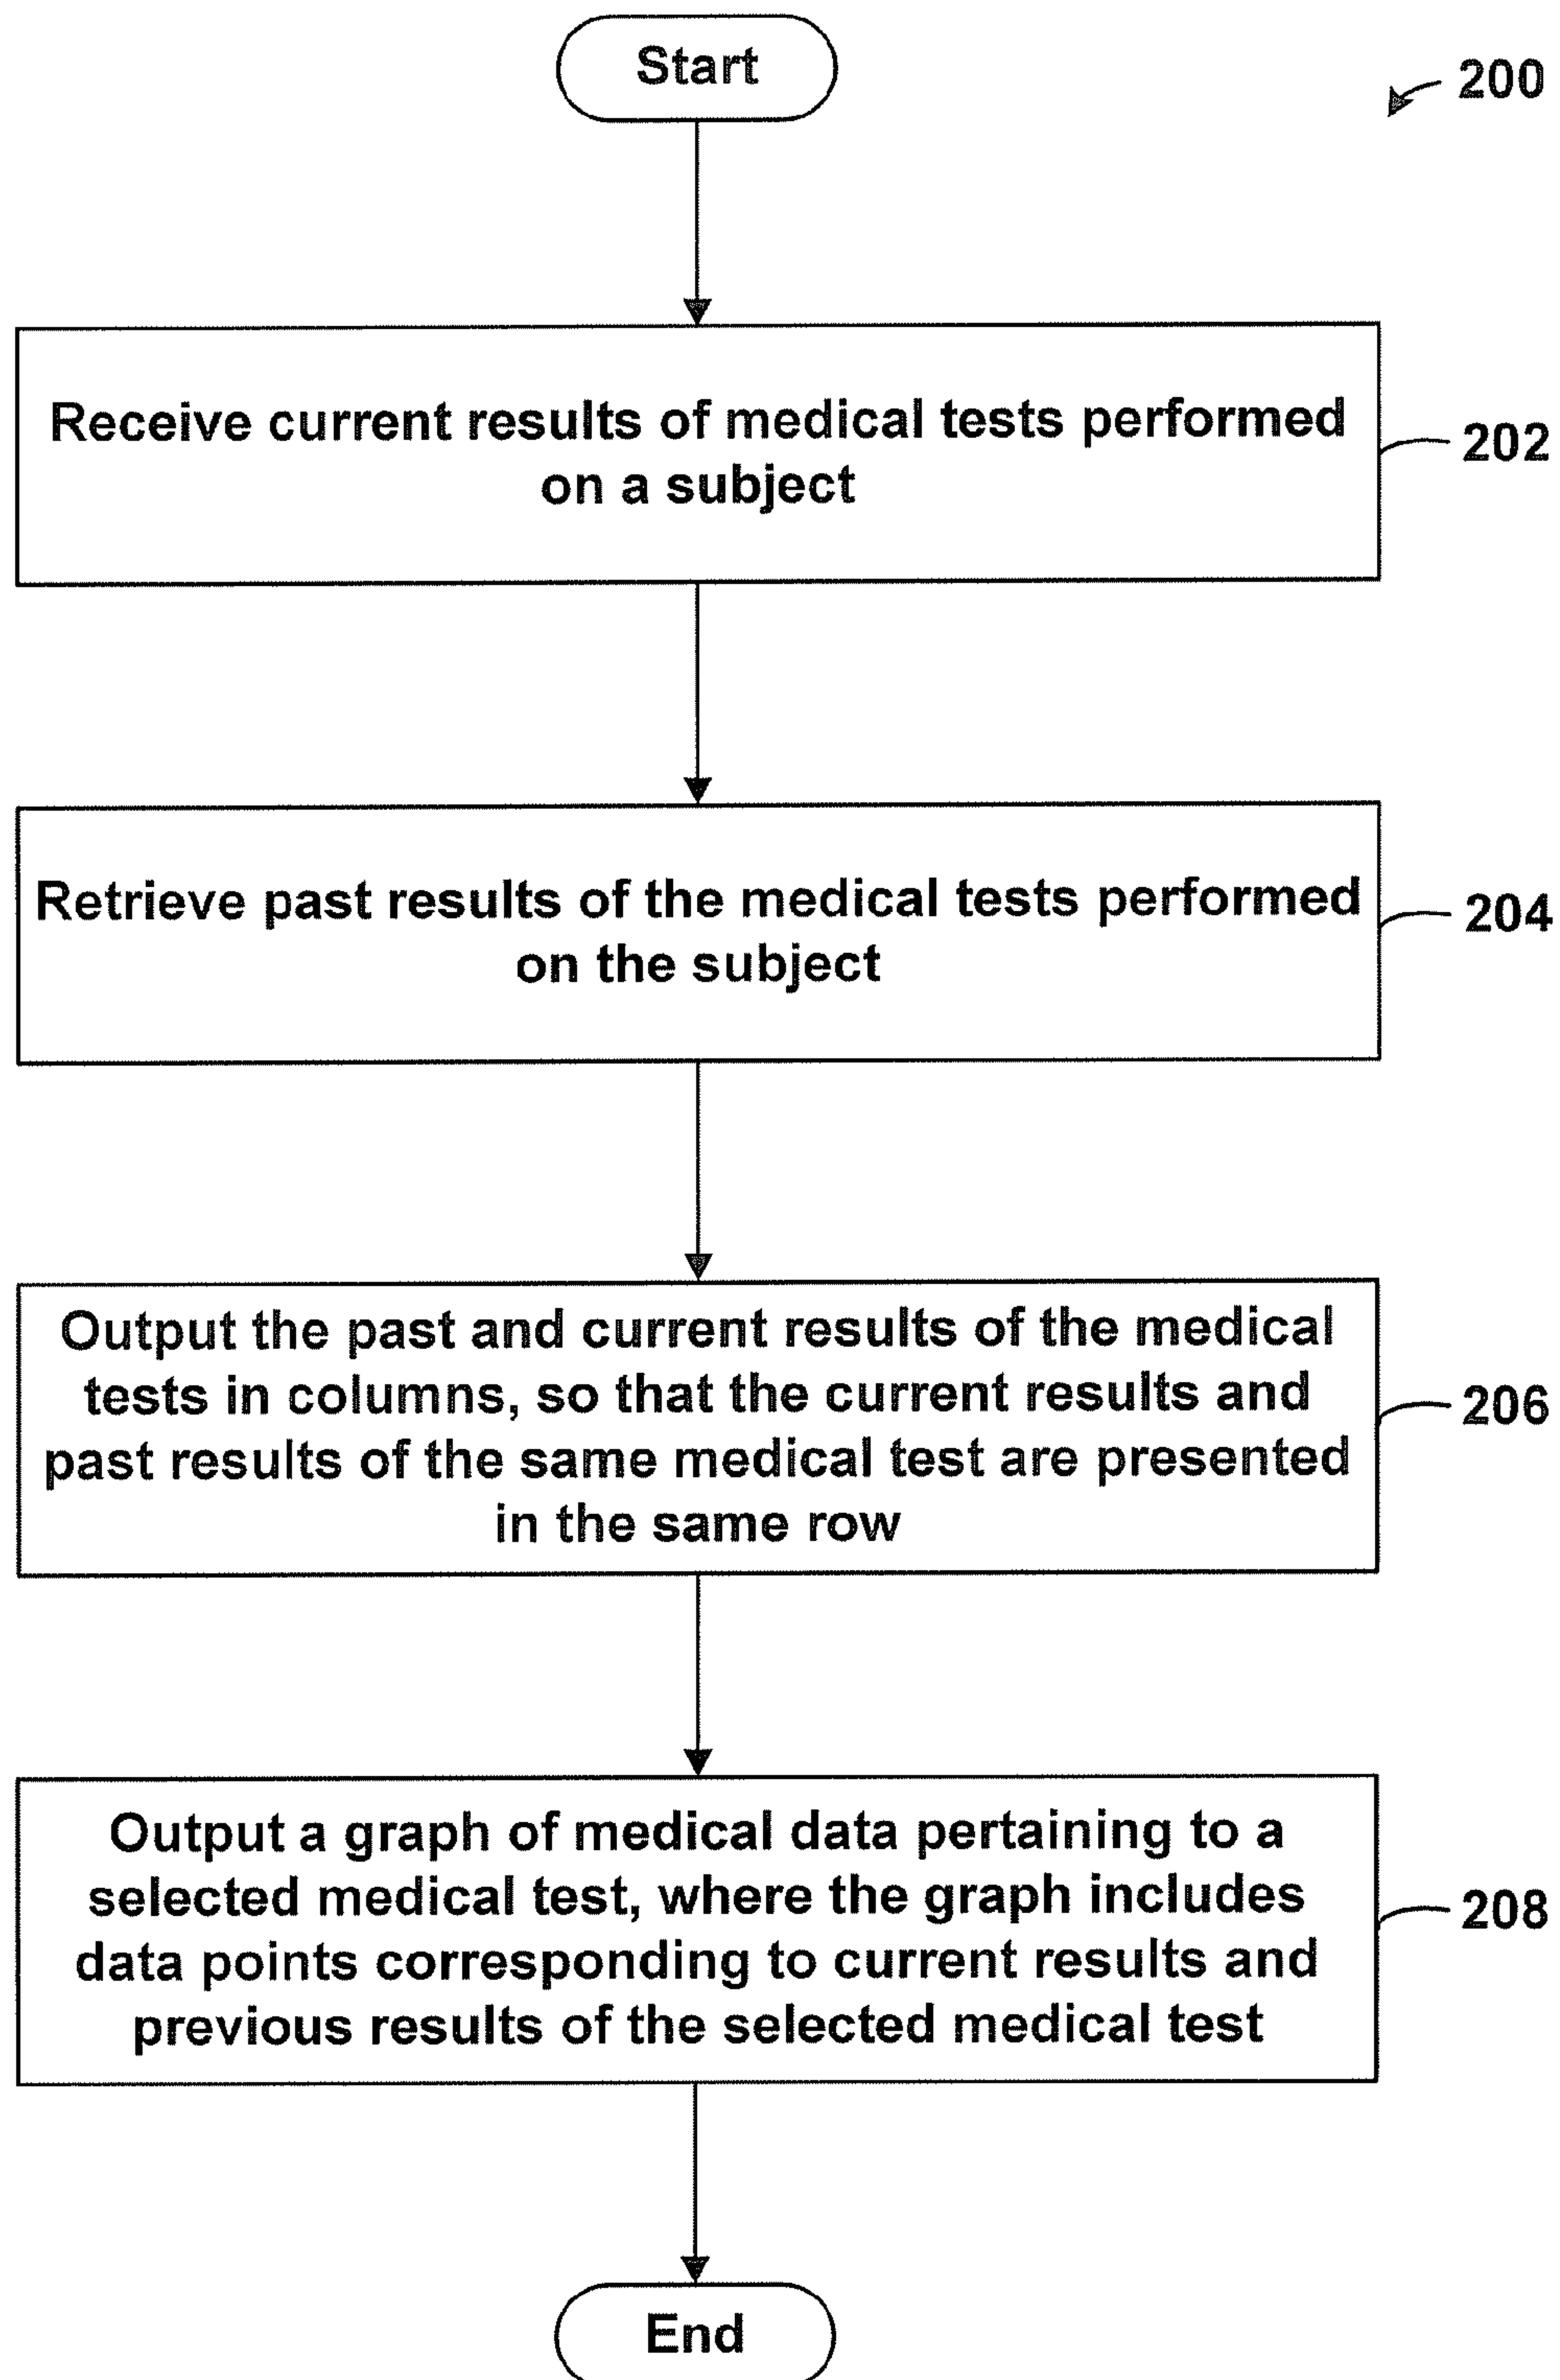 Start
200
Receive current results of medical tests performed
on a subject
202
Retrieve past results of the medical tests performed
on the subject
204
Output the past and current results of the medical
tests in columns, so that the current results and
past results of the same medical test are presented
in the same row
206
Output a graph of medical data pertaining to a
selected medical test, where the graph includes
data points corresponding to current results and
previous results of the selected medical test
208
End